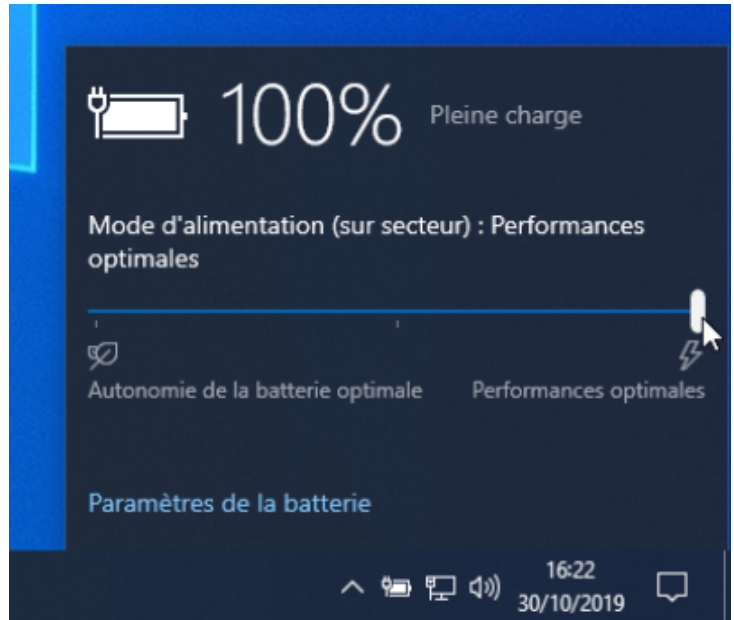 100% Pleine charge
Mode d'alimentation (sur secteur) : Performances
optimales
Autonomie de la batterie optimale Performances optimales
Paramètres de la batterie
16:22
30/10/2019